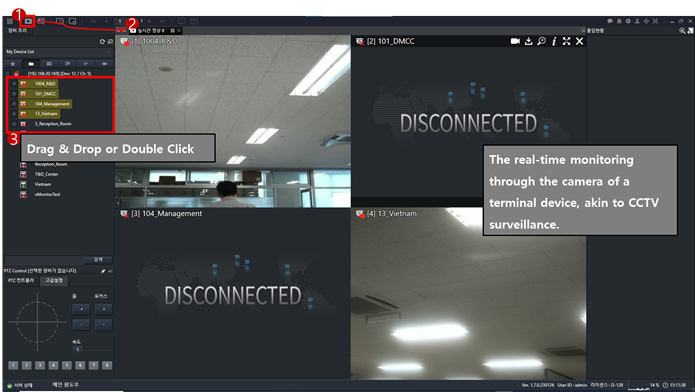 1
2
실시간 영상 9
장비 트리
출입현황
[1] 1004_R&D
[2] 101_DMCC
My Device List
[192.168.30.169] (Dev: 12 / Ch: 5)
1004_R&D
101_DMCC
104_Management
13_Vietnam
3_Reception_Room
3
Drag & Drop or Double Click
Reception_Room
T&D_Center
Vietnam
vMonitorTest
DISCONNECTED
The real-time monitoring
through the camera of a
terminal device, akin to CCTV
surveillance.
[3] 104_Management
[4] 13_Vietnam
DISCONNECTED
검색
PTZ Control (선택된 장비가 없습니다)
PTZ 컨트롤러
고급설정
줌
포커스
+ +
- -
속도
1
1 2 3 4 5 6 7 8
서버 상태
메인 윈도우
Ver. 1.7.0.230126 User ID : admin 라이센스 : D-128
14 %
15:11:38